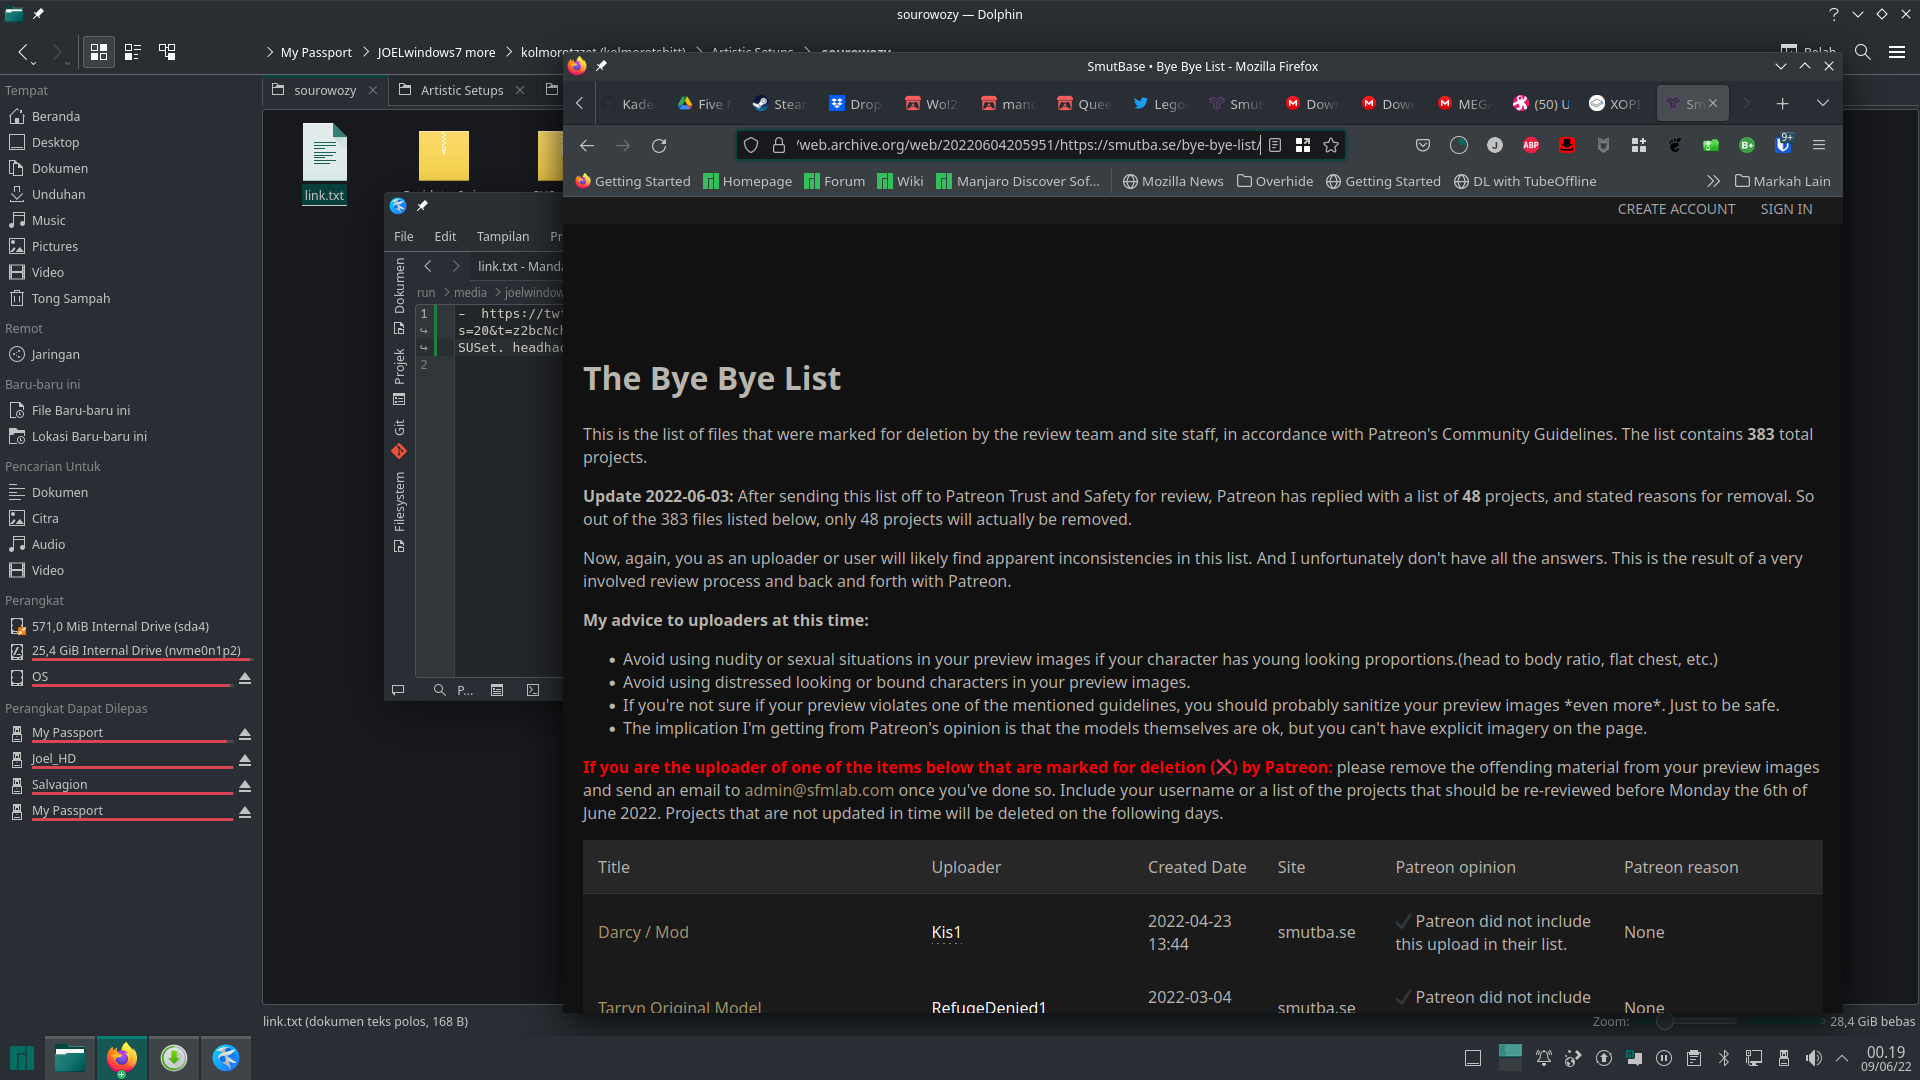 sourowozy — Dolphin
My Passport
JOELwindows7 more
kolmorotzzet (kolmorotshitt)
Artistic Setups
sourowozy
Tempat
Beranda
Desktop
Dokumen
Unduhan
Music
Pictures
Video
Tong Sampah
Remot
Jaringan
Baru-baru ini
File Baru-baru ini
Lokasi Baru-baru ini
Pencarian Untuk
Dokumen
Citra
Audio
Video
Perangkat
571,0 MiB Internal Drive (sda4)
25,4 GiB Internal Drive (nvme0n1p2)
OS
Perangkat Dapat Dilepas
My Passport
Joel_HD
Salvagion
My Passport
sourowozy
Artistic Setups
link.txt
File Edit Tampilan Pr
link.txt - Manda
run media joelwindow
Dokumen
Projek
Git
Filesystem
1 - https://tw
s=20&t=z2bcNch
SUSet. headhac
2
P...
SmutBase • Bye Bye List - Mozilla Firefox
Kade Five Stear Drop Wol2 manc Quee Lego Smut Dow Dow MEG (50) U XOPI Sm
/web.archive.org/web/20220604205951/https://smutba.se/bye-bye-list/
J ABP B+ 9+
Getting Started Homepage Forum Wiki Manjaro Discover Sof... Mozilla News Overhide Getting Started DL with TubeOffline Markah Lain
CREATE ACCOUNT SIGN IN
The Bye Bye List
This is the list of files that were marked for deletion by the review team and site staff, in accordance with Patreon's Community Guidelines. The list contains 383 total
projects.
Update 2022-06-03: After sending this list off to Patreon Trust and Safety for review, Patreon has replied with a list of 48 projects, and stated reasons for removal. So
out of the 383 files listed below, only 48 projects will actually be removed.
Now, again, you as an uploader or user will likely find apparent inconsistencies in this list. And I unfortunately don't have all the answers. This is the result of a very
involved review process and back and forth with Patreon.
My advice to uploaders at this time:
• Avoid using nudity or sexual situations in your preview images if your character has young looking proportions.(head to body ratio, flat chest, etc.)
• Avoid using distressed looking or bound characters in your preview images.
• If you're not sure if your preview violates one of the mentioned guidelines, you should probably sanitize your preview images *even more*. Just to be safe.
• The implication I'm getting from Patreon's opinion is that the models themselves are ok, but you can't have explicit imagery on the page.
If you are the uploader of one of the items below that are marked for deletion (❌) by Patreon: please remove the offending material from your preview images
and send an email to admin@sfmlab.com once you've done so. Include your username or a list of the projects that should be re-reviewed before Monday the 6th of
June 2022. Projects that are not updated in time will be deleted on the following days.
Title Uploader Created Date Site Patreon opinion Patreon reason
Darcy / Mod Kis1 2022-04-23 13:44 smutba.se ✓ Patreon did not include this upload in their list. None
Tarryn Original Model RefugeDenied1 2022-03-04 smutba.se ✓ Patreon did not include None
link.txt (dokumen teks polos, 168 B)
Zoom:
28,4 GiB bebas
00.19
09/06/22